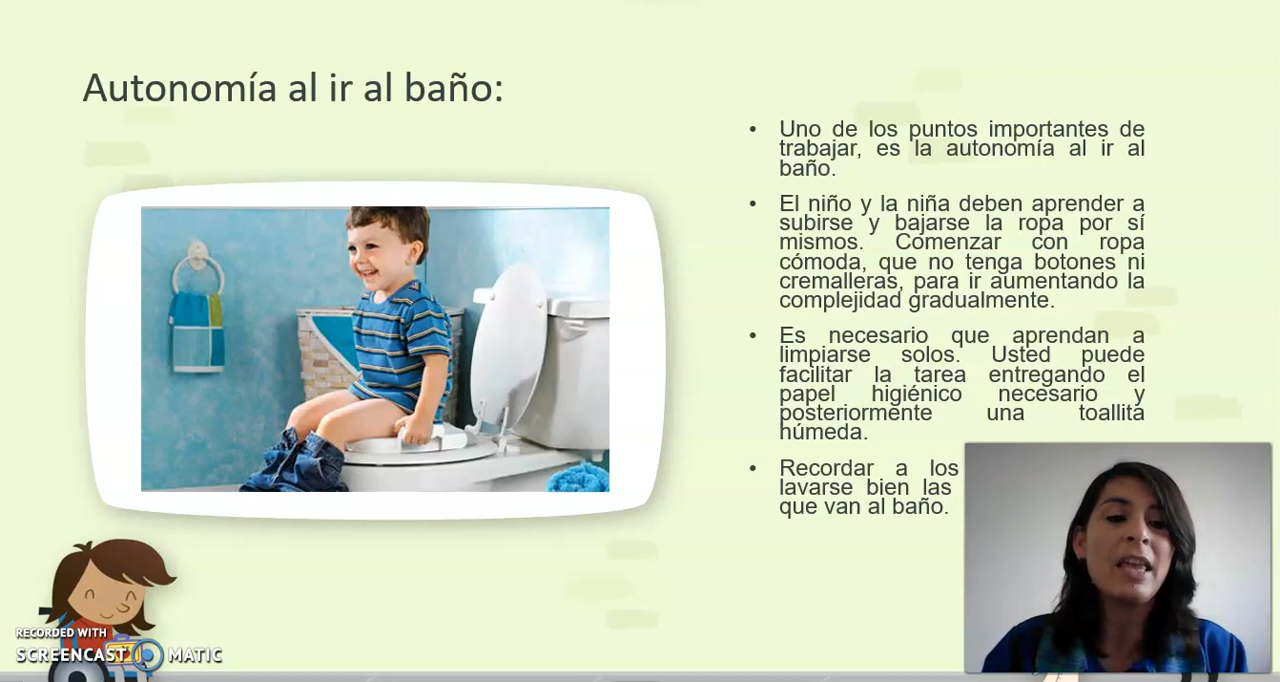 Autonomía al ir al baño:
• Uno de los puntos importantes de
trabajar, es la autonomía al ir al
baño.
• El niño y la niña deben aprender a
subirse y bajarse la ropa por sí
mismos. Comenzar con ropa
cómoda, que no tenga botones ni
cremalleras, para ir aumentando la
complejidad gradualmente.
• Es necesario que aprendan a
limpiarse solos. Usted puede
facilitar la tarea entregando el
papel higiénico necesario y
posteriormente una toallita
húmeda.
• Recordar a los
lavarse bien las
que van al baño.
RECORDED WITH
SCREENCAST MATIC